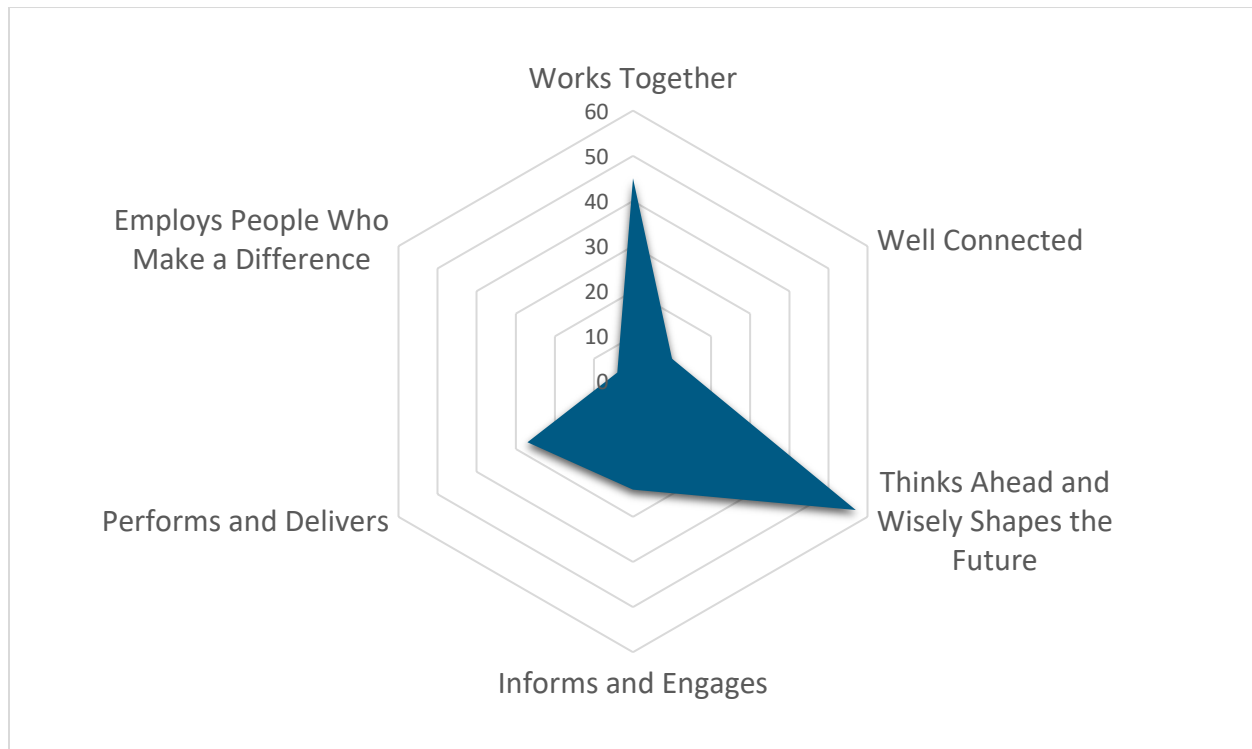 Works Together
60
50
40
30
20
10
0
Well Connected
Thinks Ahead and
Wisely Shapes the
Future
Informs and Engages
Performs and Delivers
Employs People Who
Make a Difference